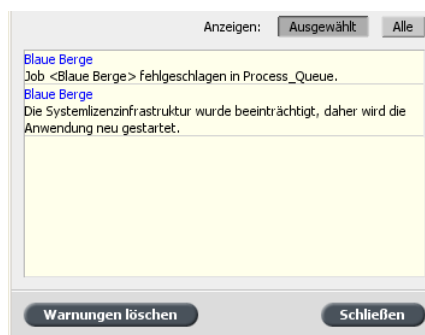 Anzeigen: Ausgewählt Alle
Blaue Berge
Job <Blaue Berge> fehlgeschlagen in Process_Queue.
Blaue Berge
Die Systemlizenzinfrastruktur wurde beeinträchtigt, daher wird die
Anwendung neu gestartet.
Warnungen löschen Schließen